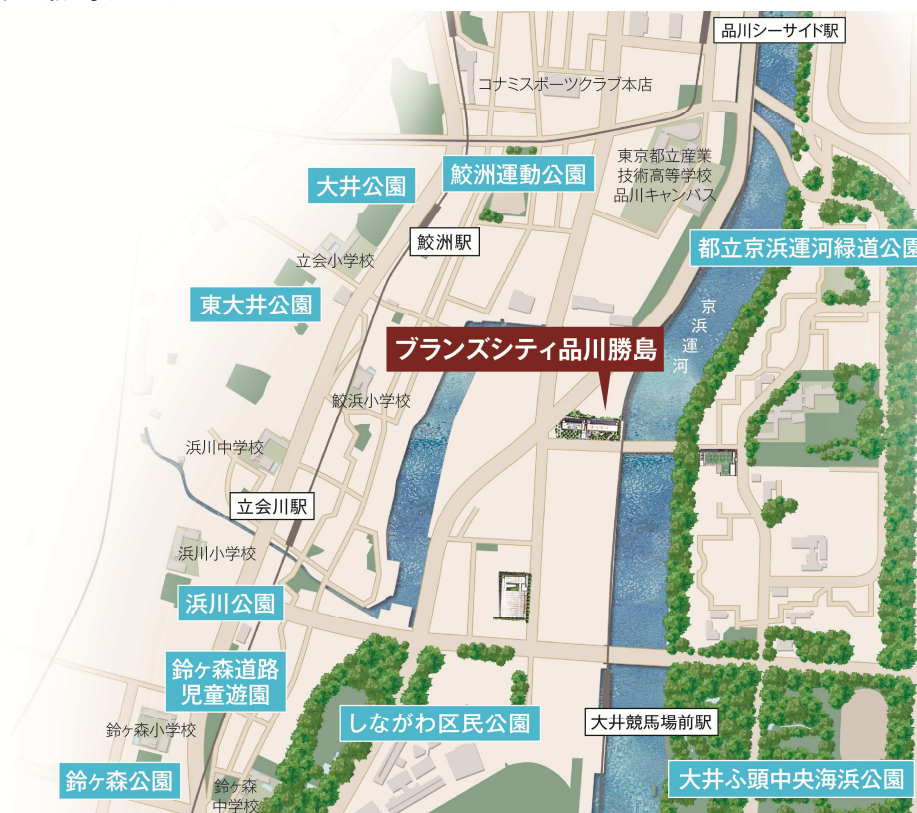 品川シーサイド駅
コナミスポーツクラブ本店
東京都立産業
技術高等学校
品川キャンパス
鮫洲運動公園
大井公園
鮫洲駅
立会小学校
都立京浜運河緑道公園
東大井公園
京浜運河
ブランズシティ品川勝島
鮫浜小学校
浜川中学校
立会川駅
浜川小学校
浜川公園
鈴ヶ森道路
児童遊園
しながわ区民公園
大井競馬場前駅
鈴ヶ森小学校
鈴ケ森公園
鈴ヶ森
中学校
大井ふ頭中央海浜公園